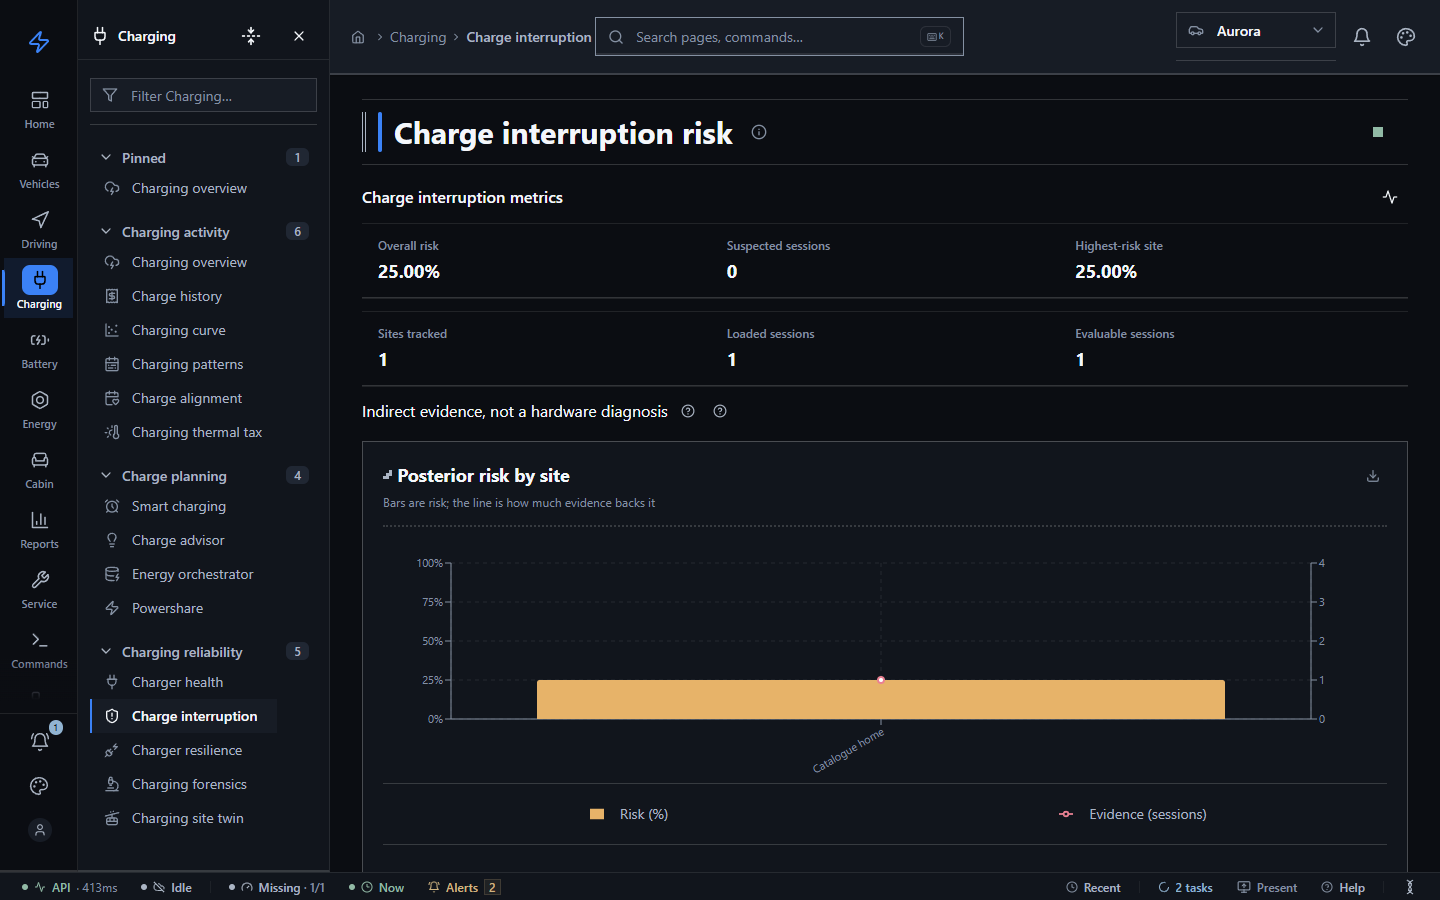 Charging
Charging
Charge interruption
Search pages, commands...
K
Aurora
Home
Vehicles
Driving
Charging
Battery
Energy
Cabin
Reports
Service
Commands
1
Filter Charging...
Pinned
1
Charging overview
Charging activity
6
Charging overview
Charge history
Charging curve
Charging patterns
Charge alignment
Charging thermal tax
Charge planning
4
Smart charging
Charge advisor
Energy orchestrator
Powershare
Charging reliability
5
Charger health
Charge interruption
Charger resilience
Charging forensics
Charging site twin
Charge interruption risk
Charge interruption metrics
Overall risk
25.00%
Suspected sessions
0
Highest-risk site
25.00%
Sites tracked
1
Loaded sessions
1
Evaluable sessions
1
Indirect evidence, not a hardware diagnosis
Posterior risk by site
Bars are risk; the line is how much evidence backs it
100%
75%
50%
25%
0%
4
3
2
1
0
Catalogue home
Risk (%)
Evidence (sessions)
API · 413ms
Idle
Missing · 1/1
Now
Alerts 2
Recent
2 tasks
Present
Help